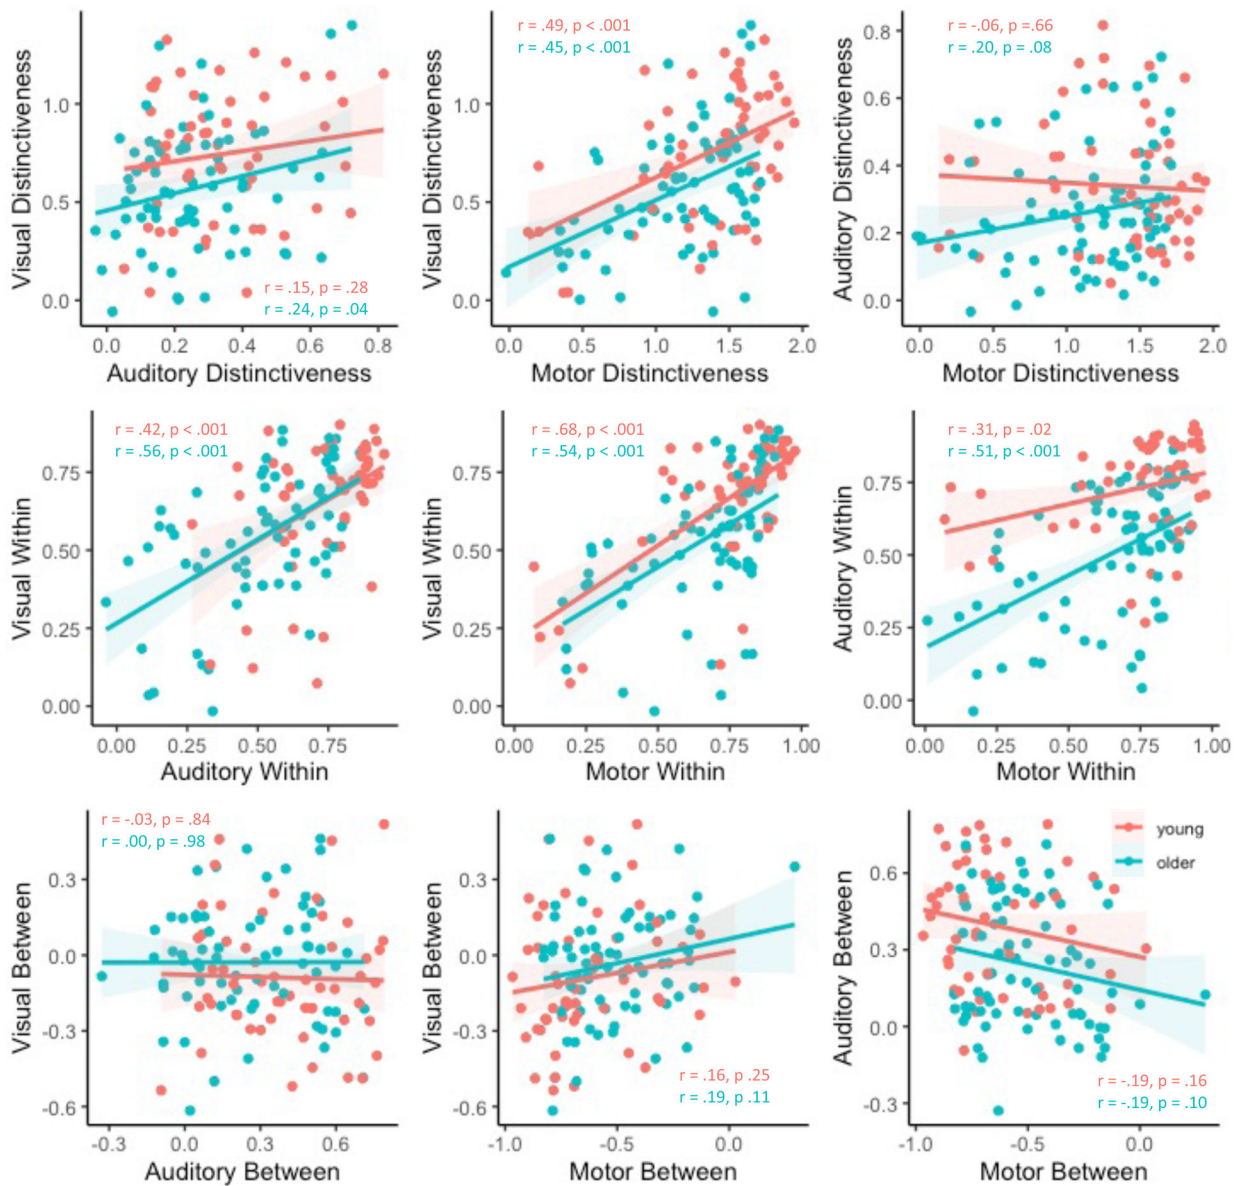 r = .15, p = .28
r = .24, p = .04
Visual Distinctiveness
0.0
0.5
1.0
0.0 0.2 0.4 0.6 0.8
Auditory Distinctiveness
r = .49, p < .001
r = .45, p < .001
Visual Distinctiveness
0.0
0.5
1.0
0.0 0.5 1.0 1.5 2.0
Motor Distinctiveness
r = -.06, p =.66
r = .20, p = .08
Auditory Distinctiveness
0.8
0.6
0.4
0.2
0.0
0.0 0.5 1.0 1.5 2.0
Motor Distinctiveness
r = .42, p < .001
r = .56, p < .001
Visual Within
0.75
0.50
0.25
0.00
0.00 0.25 0.50 0.75
Auditory Within
r = .68, p < .001
r = .54, p < .001
Visual Within
0.75
0.50
0.25
0.00
0.00 0.25 0.50 0.75 1.00
Motor Within
r = .31, p = .02
r = .51, p < .001
Auditory Within
0.75
0.50
0.25
0.00
0.00 0.25 0.50 0.75 1.00
Motor Within
r = -.03, p = .84
r = .00, p = .98
Visual Between
0.3
0.0
-0.3
-0.6
-0.3 0.0 0.3 0.6
Auditory Between
r = .16, p .25
r = .19, p .11
Visual Between
0.3
0.0
-0.3
-0.6
-1.0 -0.5 0.0
Motor Between
young
older
r = -.19, p = .16
r = -.19, p = .10
Auditory Between
0.6
0.3
0.0
-0.3
-1.0 -0.5 0.0
Motor Between